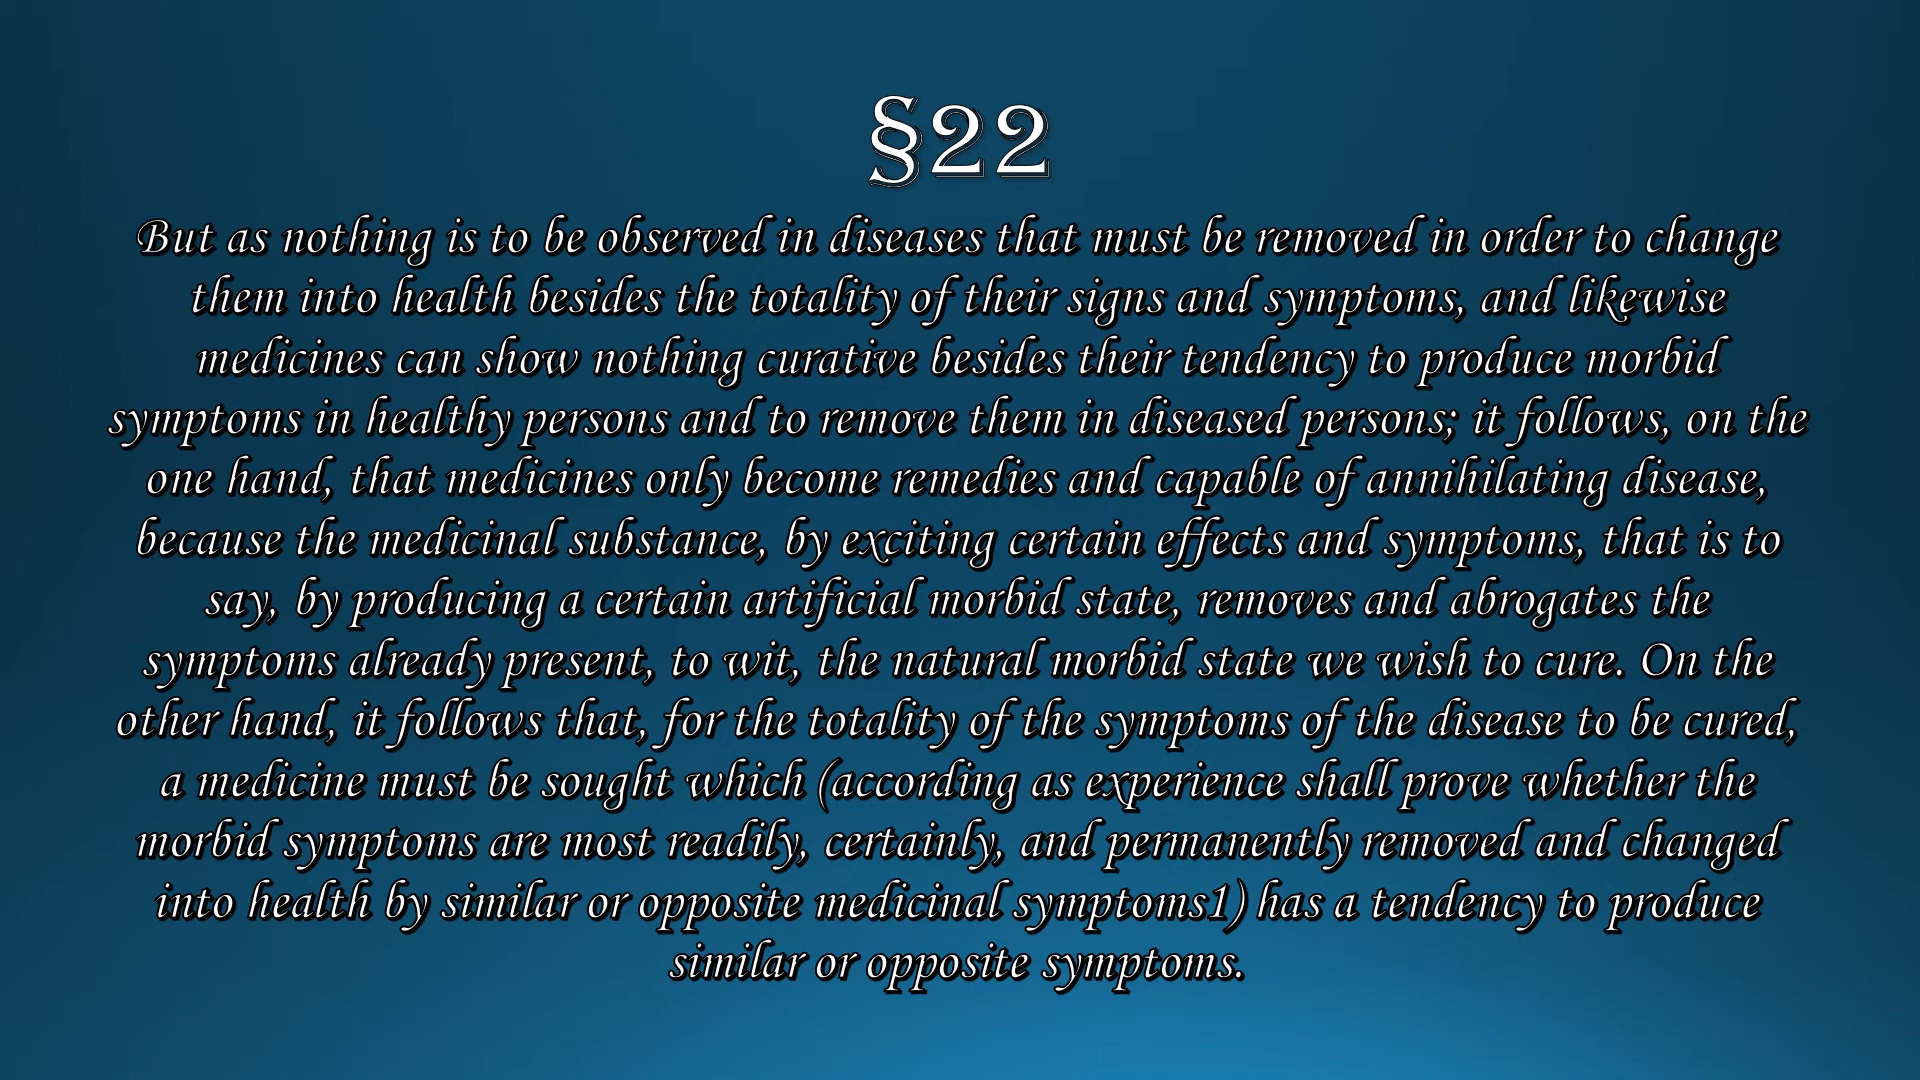 §22
But as nothing is to be observed in diseases that must be removed in order to change
them into health besides the totality of their signs and symptoms, and likewise
medicines can show nothing curative besides their tendency to produce morbid
symptoms in healthy persons and to remove them in diseased persons; it follows, on the
one hand, that medicines only become remedies and capable of annihilating disease,
because the medicinal substance, by exciting certain effects and symptoms, that is to
say, by producing a certain artificial morbid state, removes and abrogates the
symptoms already present, to wit, the natural morbid state we wish to cure. On the
other hand, it follows that, for the totality of the symptoms of the disease to be cured,
a medicine must be sought which (according as experience shall prove whether the
morbid symptoms are most readily, certainly, and permanently removed and changed
into health by similar or opposite medicinal symptoms1) has a tendency to produce
similar or opposite symptoms.